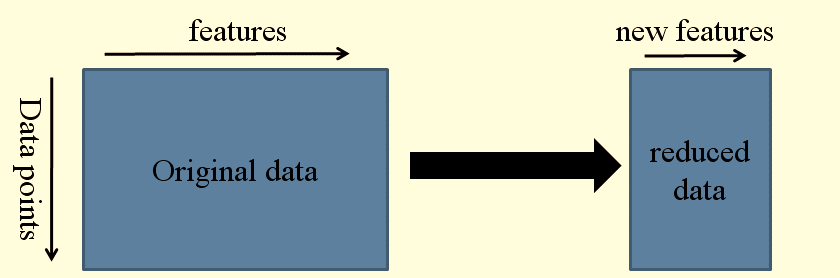 features
new features
Data points
Original data
reduced
data